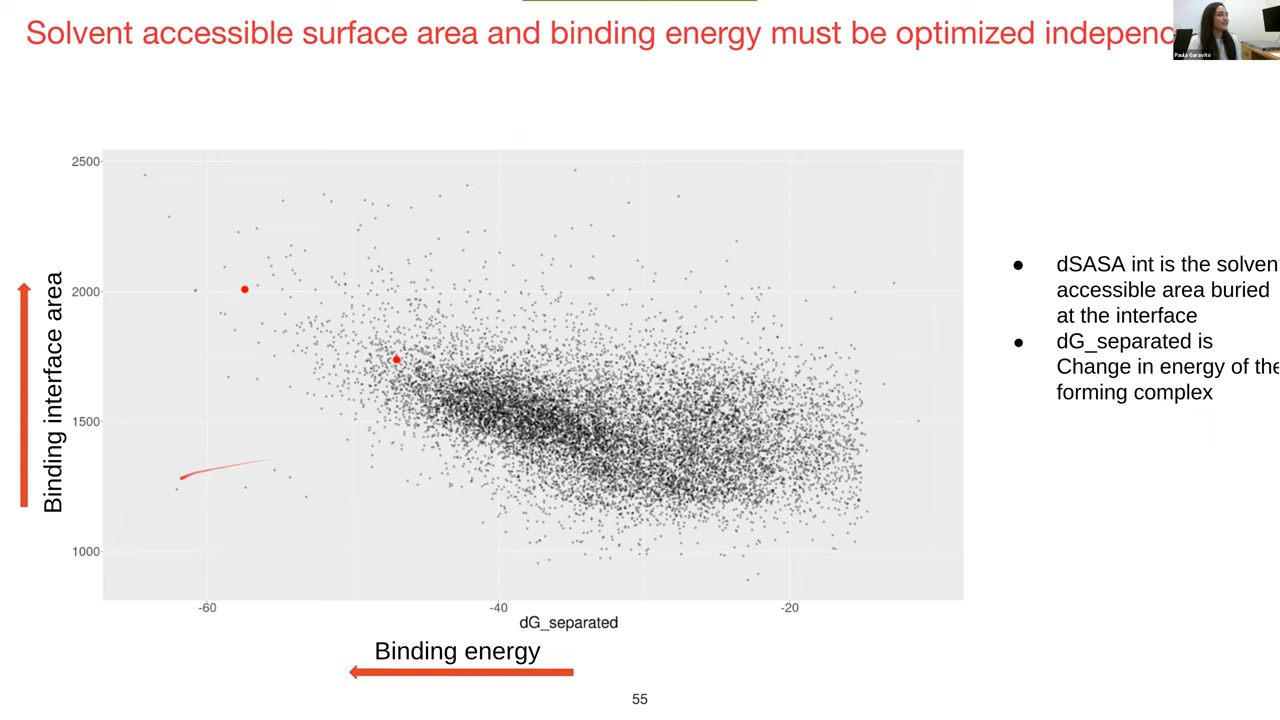 Solvent accessible surface area and binding energy must be optimized independ
Paula Garavito
2500
2000
1500
1000
Binding interface area
-60
-40
-20
dG_separated
Binding energy
● dSASA int is the solven
accessible area buried
at the interface
● dG_separated is
Change in energy of the
forming complex
55